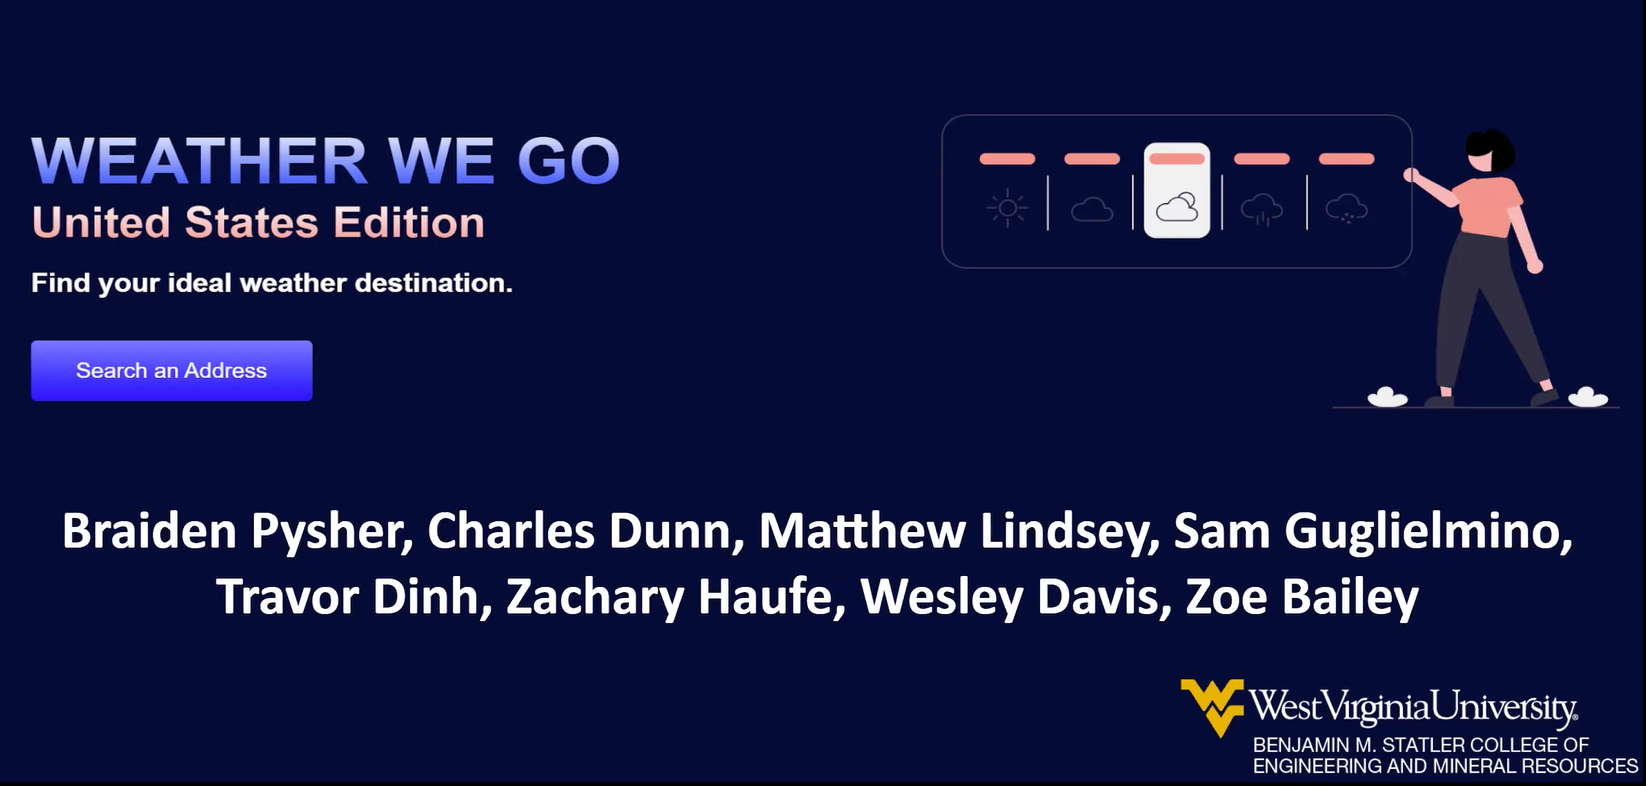 WEATHER WE GO
United States Edition
Find your ideal weather destination.
Search an Address
Braiden Pysher, Charles Dunn, Matthew Lindsey, Sam Guglielmino,
Travor Dinh, Zachary Haufe, Wesley Davis, Zoe Bailey
WestVirginiaUniversity®
BENJAMIN M. STATLER COLLEGE OF
ENGINEERING AND MINERAL RESOURCES